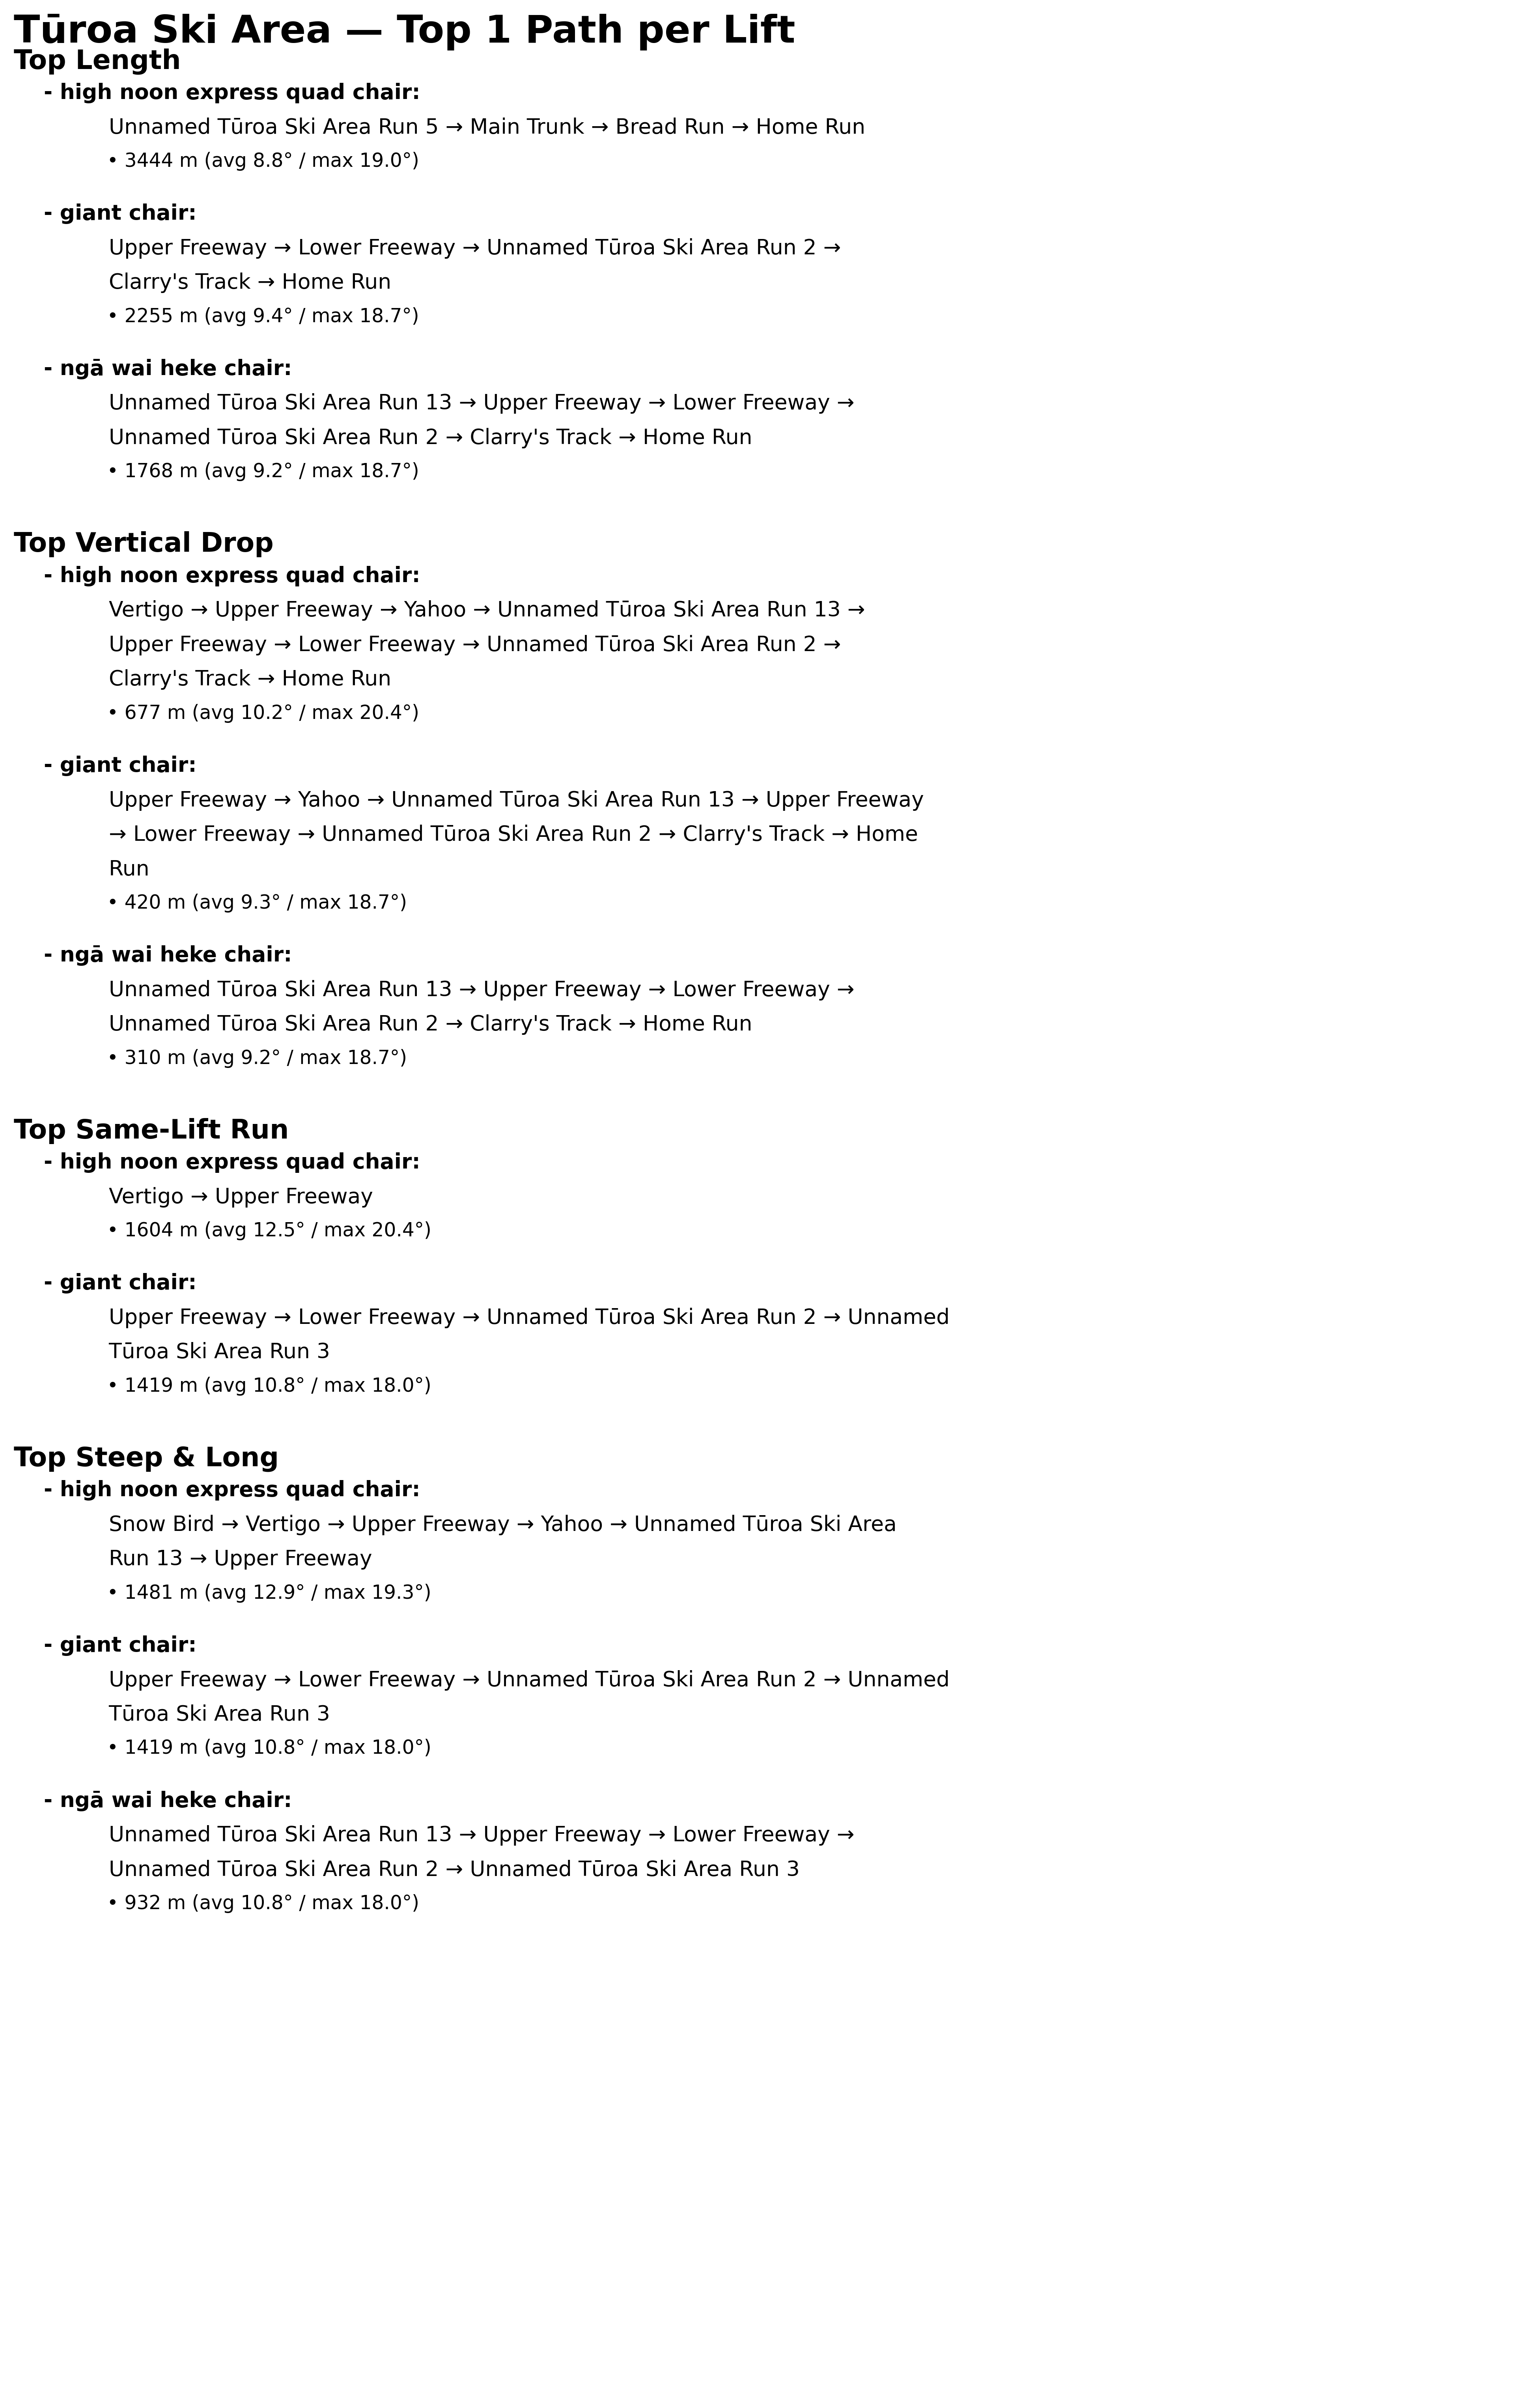 Tūroa Ski Area — Top 1 Path per Lift
Top Length
- high noon express quad chair:
Unnamed Tūroa Ski Area Run 5 → Main Trunk → Bread Run → Home Run
• 3444 m (avg 8.8° / max 19.0°)
- giant chair:
Upper Freeway → Lower Freeway → Unnamed Tūroa Ski Area Run 2 →
Clarry's Track → Home Run
• 2255 m (avg 9.4° / max 18.7°)
- ngā wai heke chair:
Unnamed Tūroa Ski Area Run 13 → Upper Freeway → Lower Freeway →
Unnamed Tūroa Ski Area Run 2 → Clarry's Track → Home Run
• 1768 m (avg 9.2° / max 18.7°)
Top Vertical Drop
- high noon express quad chair:
Vertigo → Upper Freeway → Yahoo → Unnamed Tūroa Ski Area Run 13 →
Upper Freeway → Lower Freeway → Unnamed Tūroa Ski Area Run 2 →
Clarry's Track → Home Run
• 677 m (avg 10.2° / max 20.4°)
- giant chair:
Upper Freeway → Yahoo → Unnamed Tūroa Ski Area Run 13 → Upper Freeway
→ Lower Freeway → Unnamed Tūroa Ski Area Run 2 → Clarry's Track → Home
Run
• 420 m (avg 9.3° / max 18.7°)
- ngā wai heke chair:
Unnamed Tūroa Ski Area Run 13 → Upper Freeway → Lower Freeway →
Unnamed Tūroa Ski Area Run 2 → Clarry's Track → Home Run
• 310 m (avg 9.2° / max 18.7°)
Top Same-Lift Run
- high noon express quad chair:
Vertigo → Upper Freeway
• 1604 m (avg 12.5° / max 20.4°)
- giant chair:
Upper Freeway → Lower Freeway → Unnamed Tūroa Ski Area Run 2 → Unnamed
Tūroa Ski Area Run 3
• 1419 m (avg 10.8° / max 18.0°)
Top Steep & Long
- high noon express quad chair:
Snow Bird → Vertigo → Upper Freeway → Yahoo → Unnamed Tūroa Ski Area
Run 13 → Upper Freeway
• 1481 m (avg 12.9° / max 19.3°)
- giant chair:
Upper Freeway → Lower Freeway → Unnamed Tūroa Ski Area Run 2 → Unnamed
Tūroa Ski Area Run 3
• 1419 m (avg 10.8° / max 18.0°)
- ngā wai heke chair:
Unnamed Tūroa Ski Area Run 13 → Upper Freeway → Lower Freeway →
Unnamed Tūroa Ski Area Run 2 → Unnamed Tūroa Ski Area Run 3
• 932 m (avg 10.8° / max 18.0°)